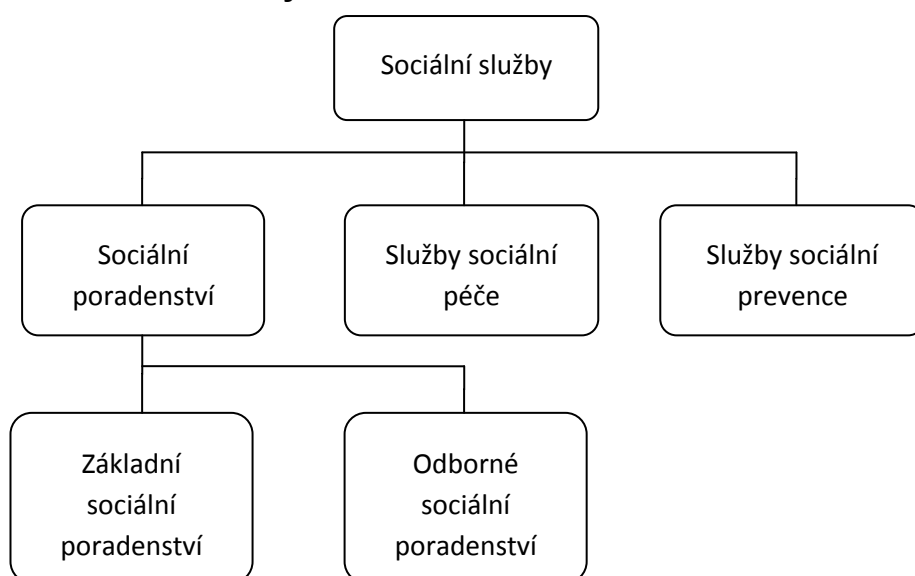 Sociální služby
Sociální
poradenství
Služby sociální
péče
Služby sociální
prevence
Základní
sociální
poradenství
Odborné
sociální
poradenství